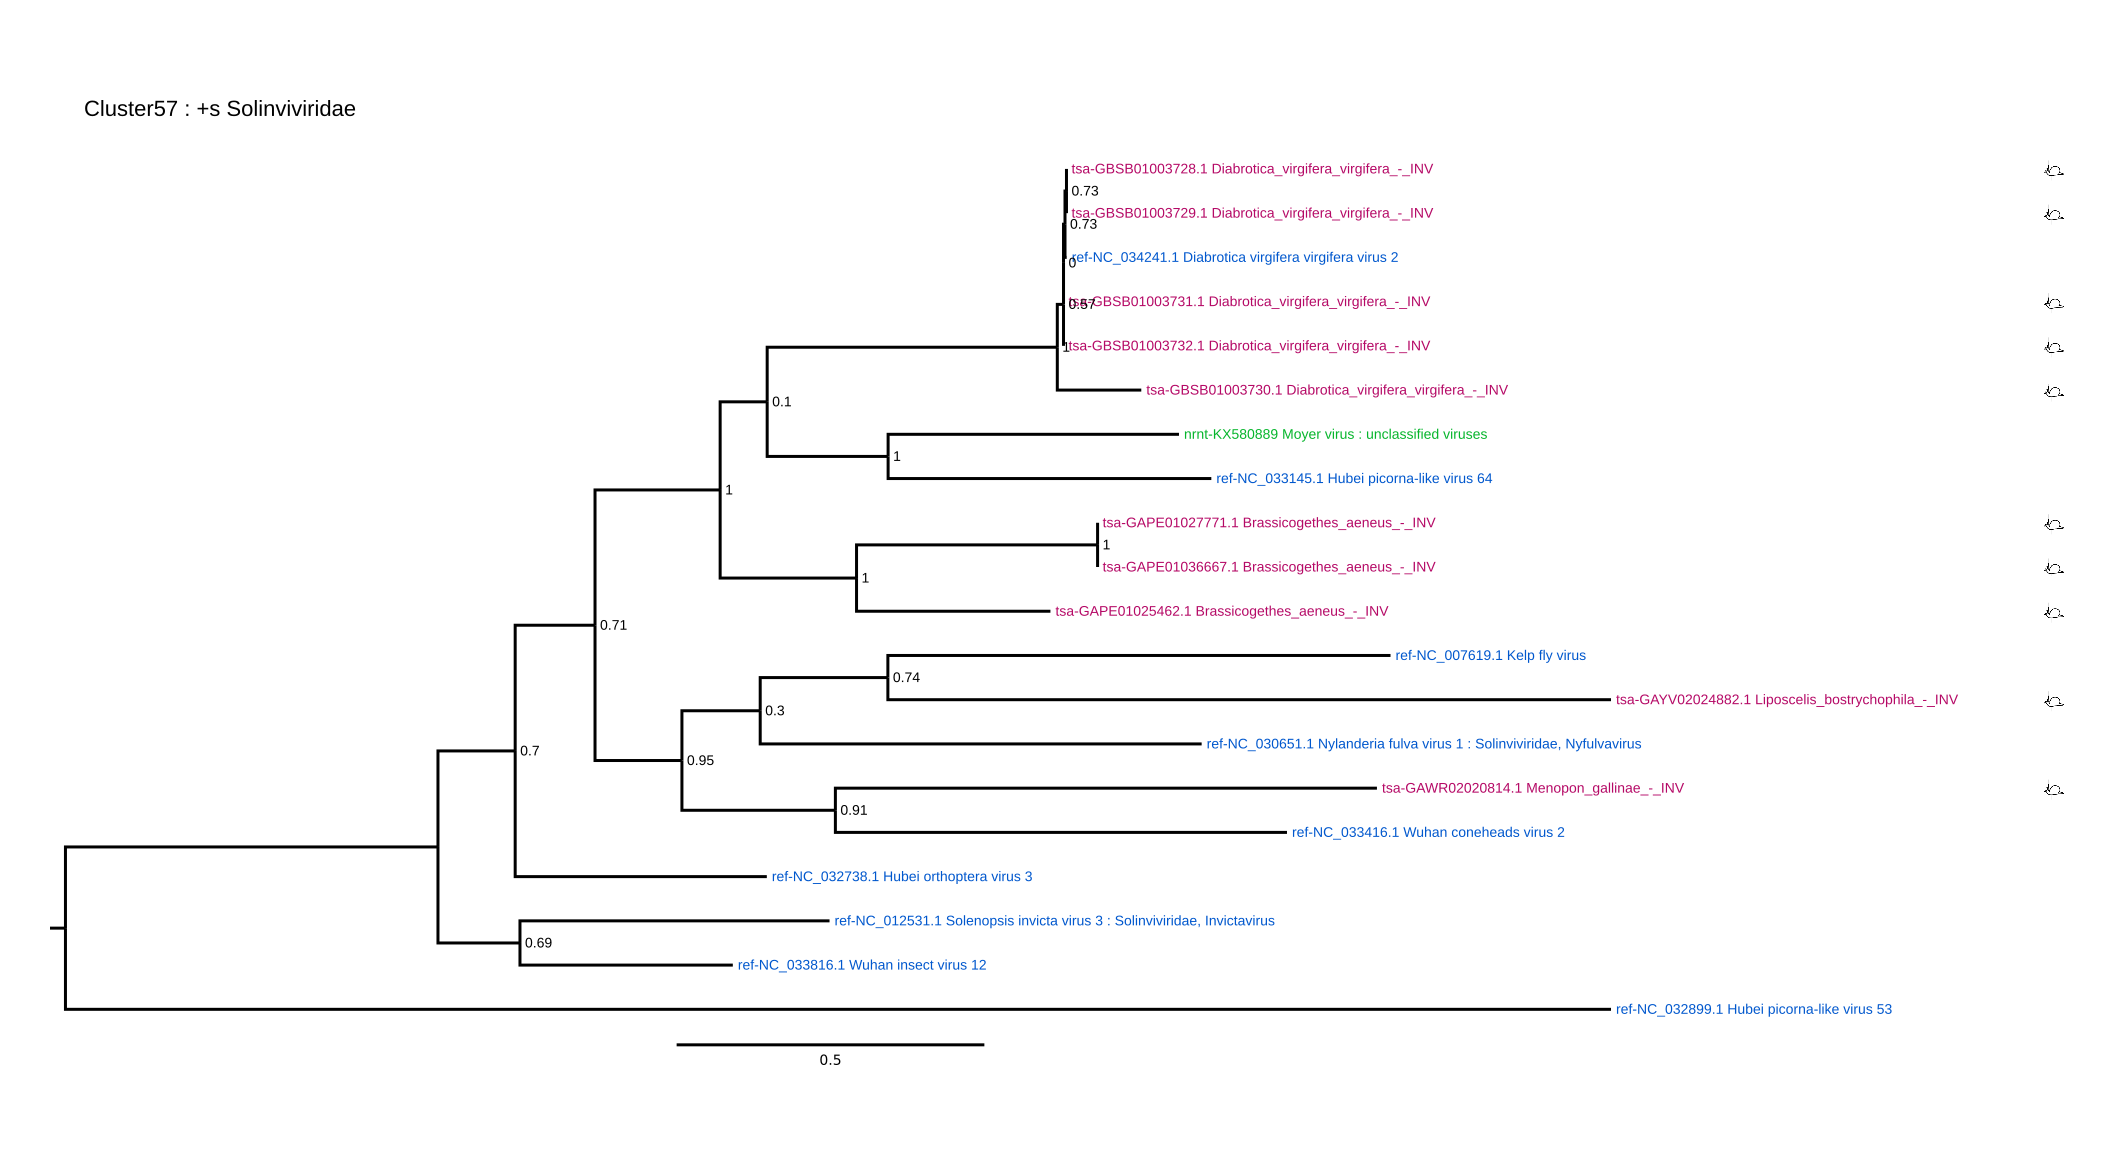 Cluster57 : +s Solinviviridae
tsa-GBSB01003728.1 Diabrotica_virgifera_virgifera_-_INV
0.73
tsa-GBSB01003729.1 Diabrotica_virgifera_virgifera_-_INV
0.73
ref-NC_034241.1 Diabrotica virgifera virgifera virus 2
0
tsa-GBSB01003731.1 Diabrotica_virgifera_virgifera_-_INV
0.57
tsa-GBSB01003732.1 Diabrotica_virgifera_virgifera_-_INV
1
tsa-GBSB01003730.1 Diabrotica_virgifera_virgifera_-_INV
0.1
nrnt-KX580889 Moyer virus : unclassified viruses
1
ref-NC_033145.1 Hubei picorna-like virus 64
1
tsa-GAPE01027771.1 Brassicogethes_aeneus_-_INV
1
tsa-GAPE01036667.1 Brassicogethes_aeneus_-_INV
1
tsa-GAPE01025462.1 Brassicogethes_aeneus_-_INV
0.71
ref-NC_007619.1 Kelp fly virus
0.74
tsa-GAYV02024882.1 Liposcelis_bostrychophila_-_INV
0.3
ref-NC_030651.1 Nylanderia fulva virus 1 : Solinviviridae, Nyfulvavirus
0.7
0.95
tsa-GAWR02020814.1 Menopon_gallinae_-_INV
0.91
ref-NC_033416.1 Wuhan coneheads virus 2
ref-NC_032738.1 Hubei orthoptera virus 3
ref-NC_012531.1 Solenopsis invicta virus 3 : Solinviviridae, Invictavirus
0.69
ref-NC_033816.1 Wuhan insect virus 12
ref-NC_032899.1 Hubei picorna-like virus 53
0.5